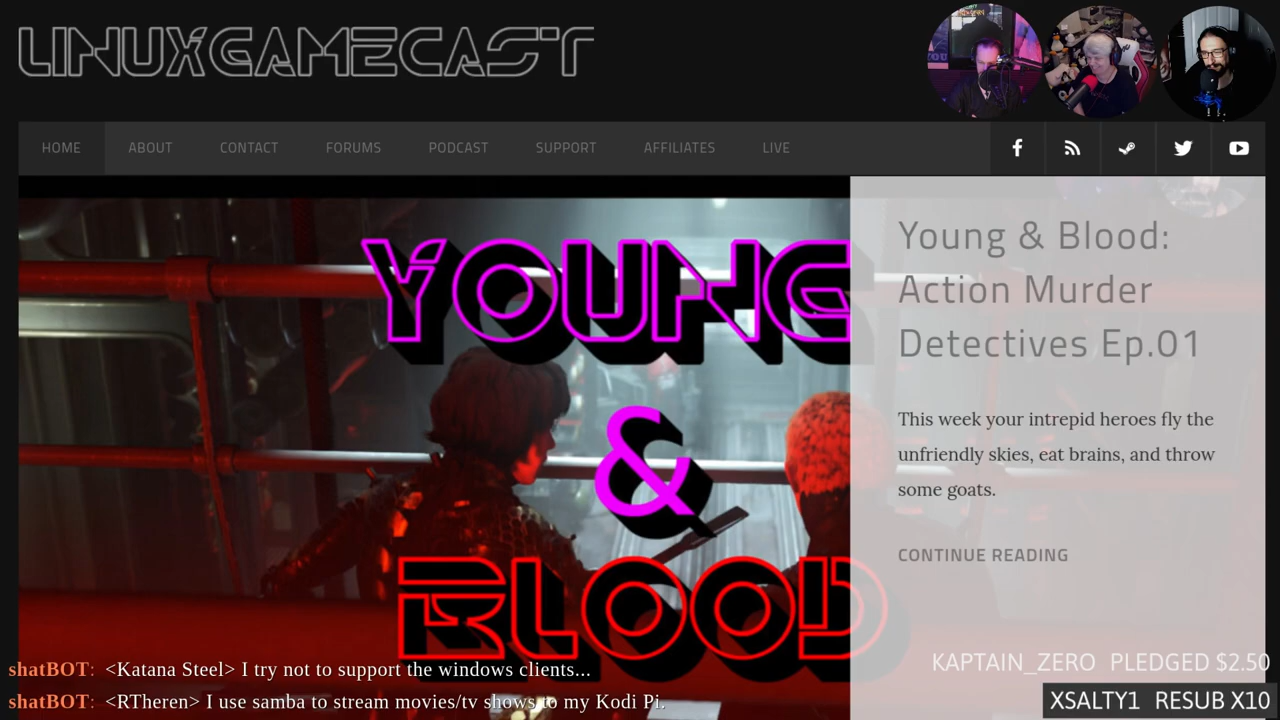 LINUXGAMECAST
HOME ABOUT CONTACT FORUMS PODCAST SUPPORT AFFILIATES LIVE
YOUNG
&
BLOOD
Young & Blood:
Action Murder
Detectives Ep.01
This week your intrepid heroes fly the
unfriendly skies, eat brains, and throw
some goats.
CONTINUE READING
shatBOT: <Katana Steel> I try not to support the windows clients...
shatBOT: <RTheren> I use samba to stream movies/tv shows to my Kodi Pi.
KAPTAIN_ZERO PLEDGED $2.50
XSALTY1 RESUB X10